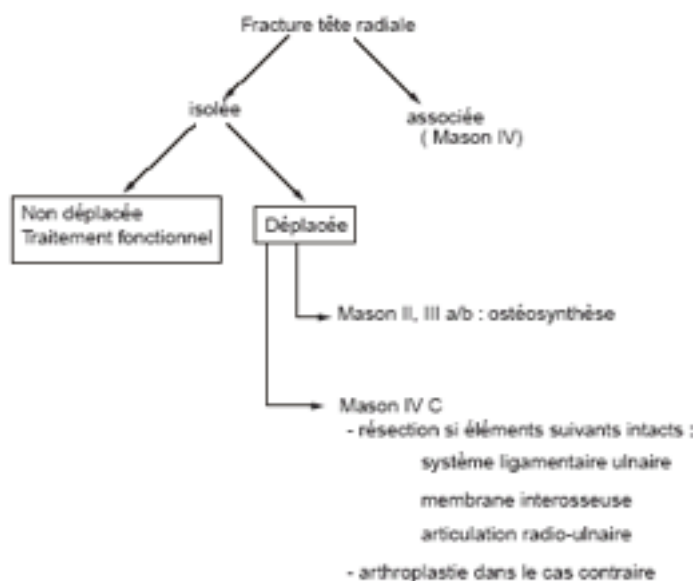 Fracture tête radiale
isolée
associée
( Mason IV)
Non déplacée
Traitement fonctionnel
Déplacée
Mason II, III a/b : ostéosynthèse
Mason IV C
- résection si éléments suivants intacts :
système ligamentaire ulnaire
membrane interosseuse
articulation radio-ulnaire
- arthroplastie dans le cas contraire